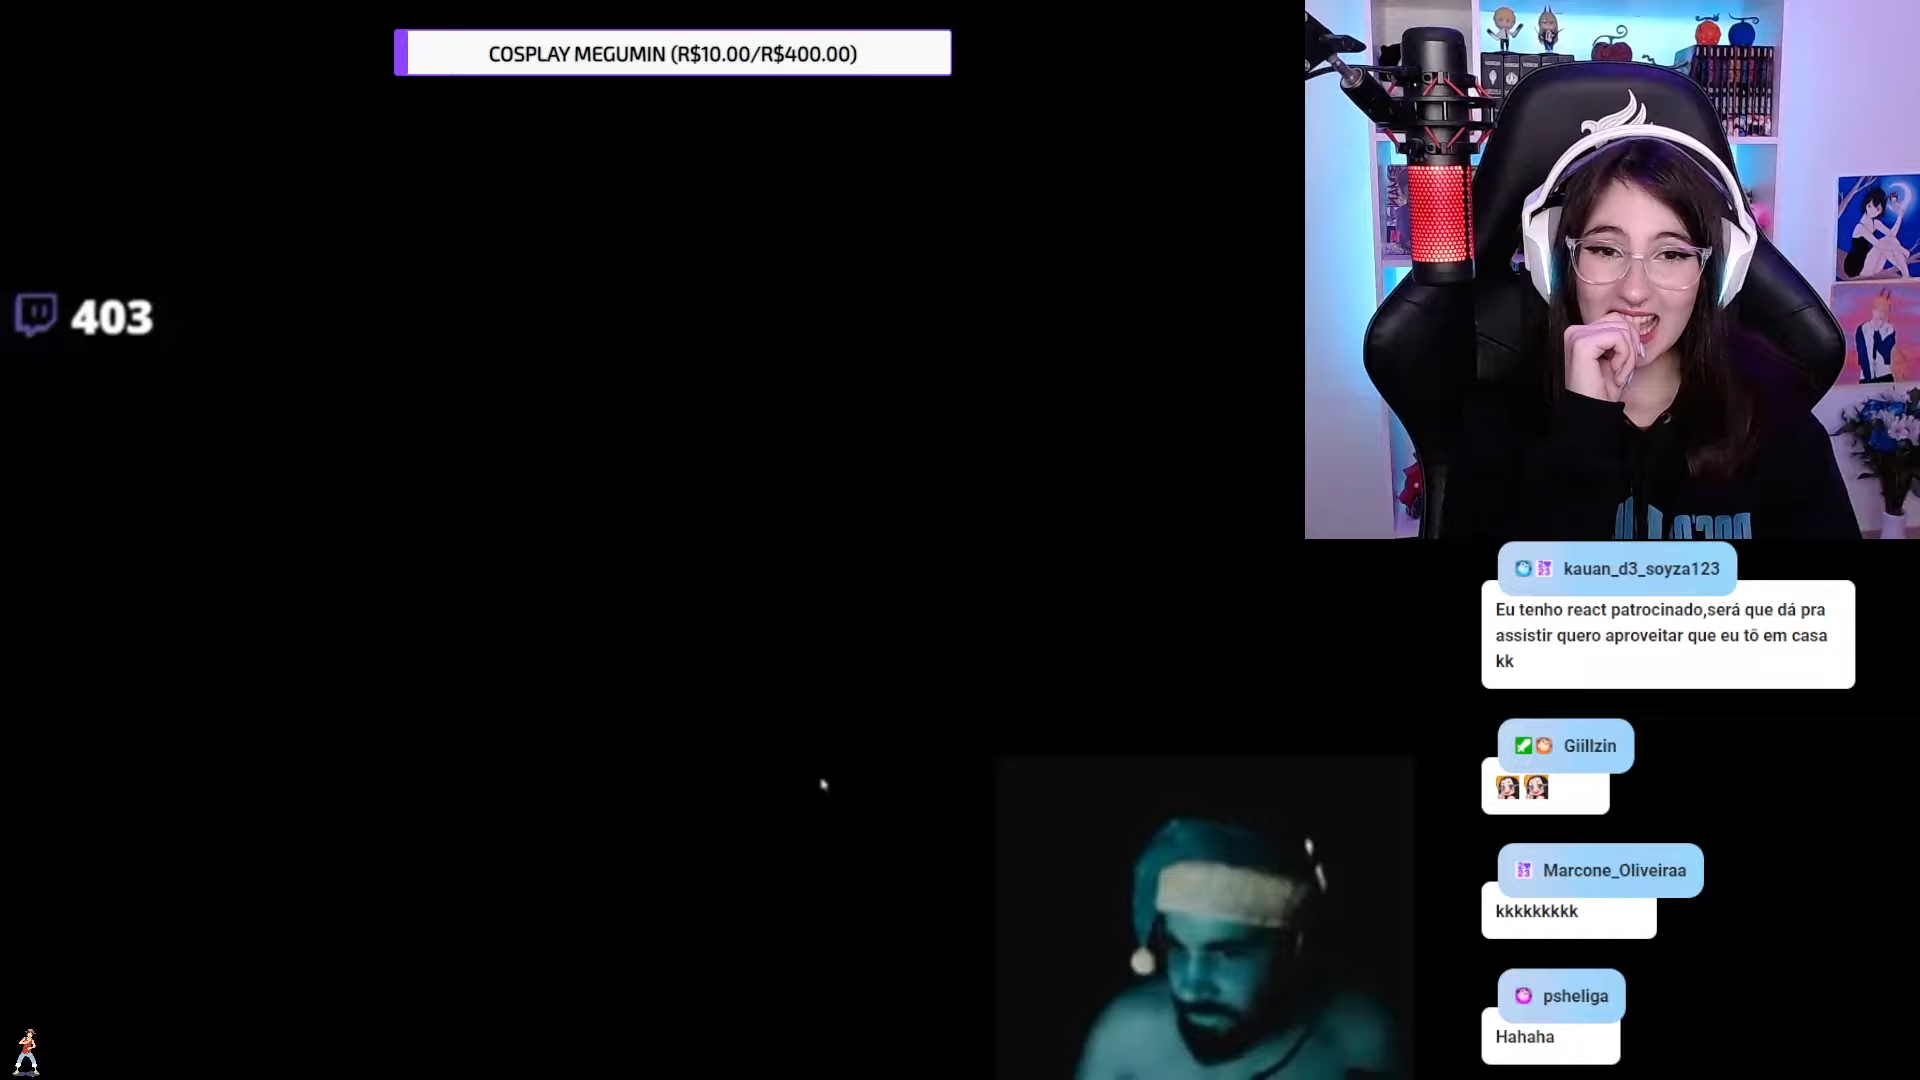 COSPLAY MEGUMIN (R$10.00/R$400.00)
403
kauan_d3_soyza123
Eu tenho react patrocinado,será que dá pra
assistir quero aproveitar que eu tô em casa
kk
Giillzin
Marcone_Oliveiraa
kkkkkkkkk
psheliga
Hahaha